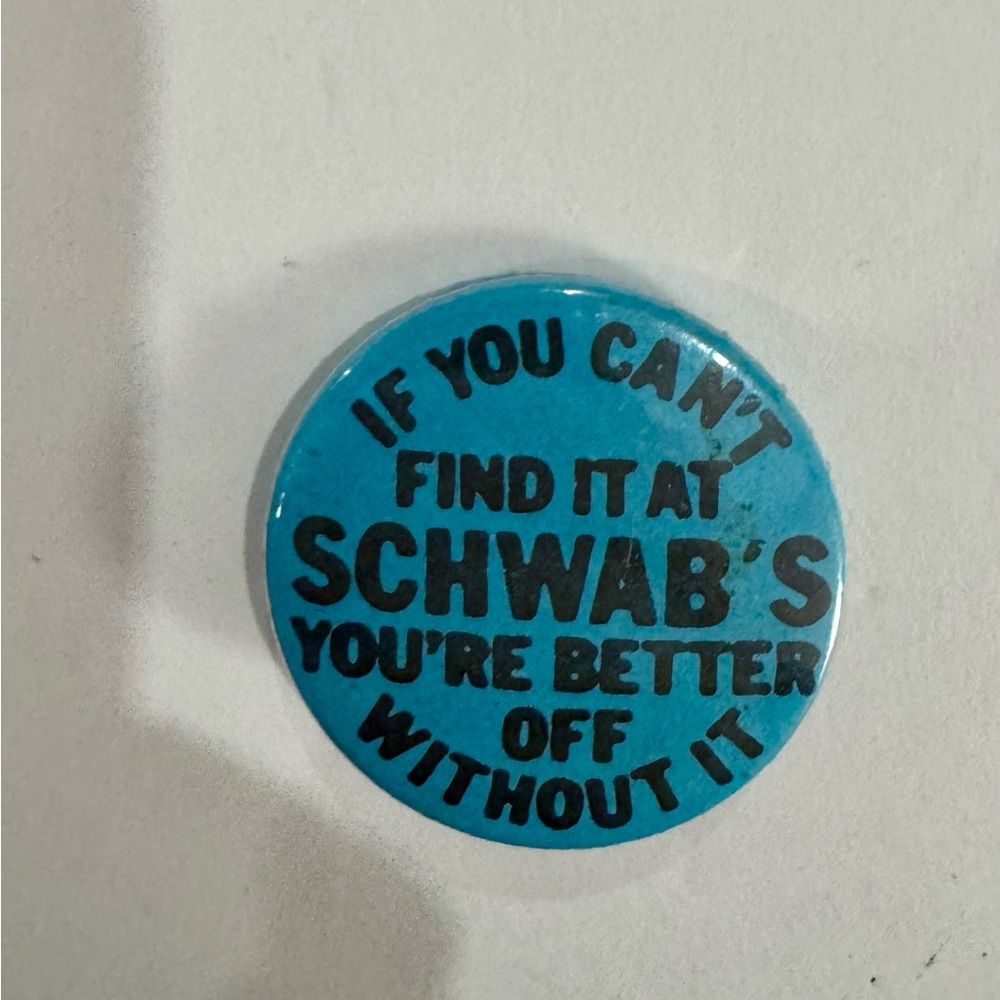 IF YOU CAN'T
FIND IT AT
SCHWAB'S
YOU'RE BETTER
OFF
WITHOUT IT